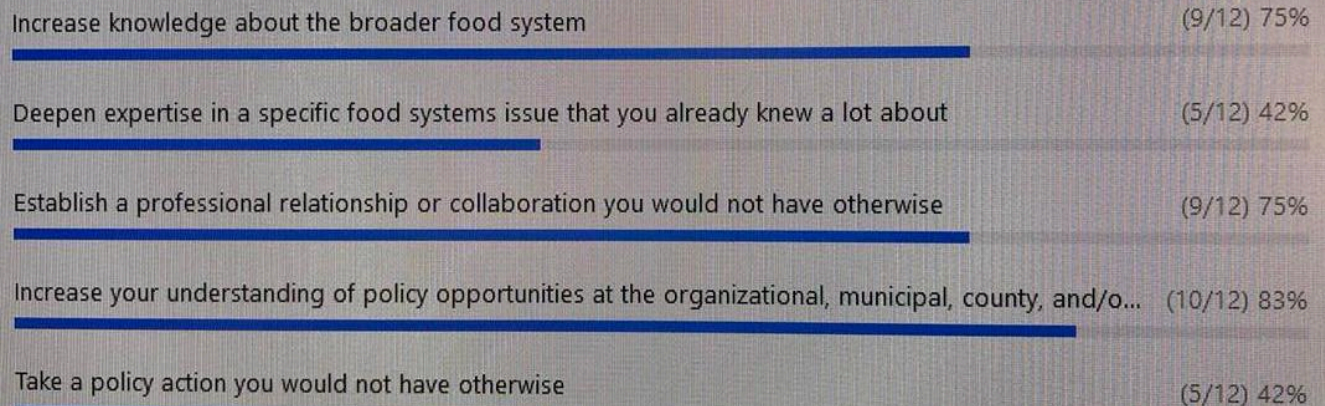 Increase knowledge about the broader food system (9/12) 75%
Deepen expertise in a specific food systems issue that you already knew a lot about (5/12) 42%
Establish a professional relationship or collaboration you would not have otherwise (9/12) 75%
Increase your understanding of policy opportunities at the organizational, municipal, county, and/o... (10/12) 83%
Take a policy action you would not have otherwise (5/12) 42%